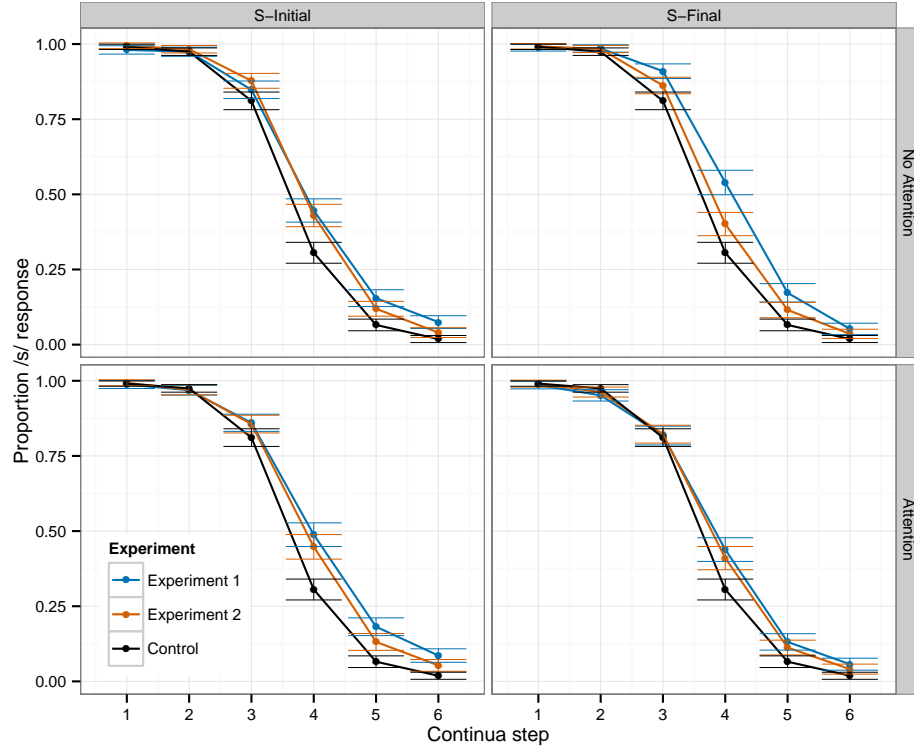 S−Initial
S−Final
1.00
0.75
0.50
0.25
0.00
No Attention
Proportion /s/ response
1.00
0.75
0.50
0.25
0.00
Attention
Experiment
Experiment 1
Experiment 2
Control
1 2 3 4 5 6
1 2 3 4 5 6
Continua step